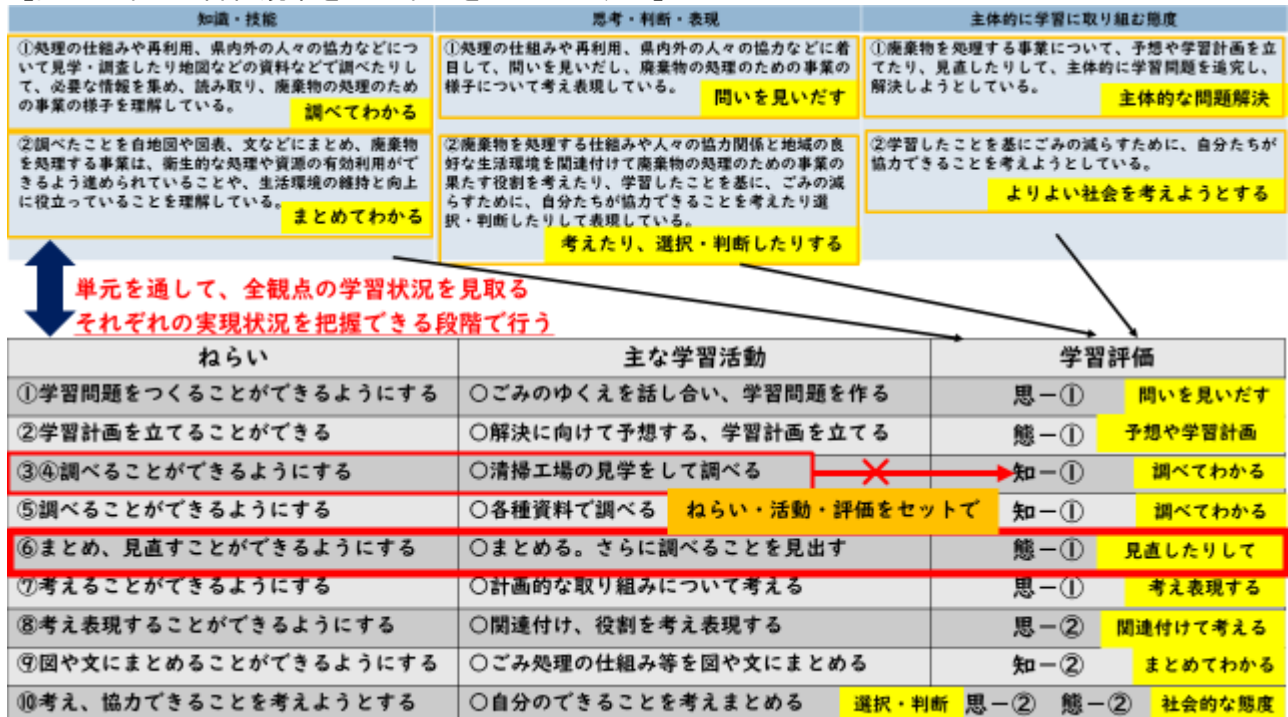 知識・技能
思考・判断・表現
主体的に学習に取り組む態度
①処理の仕組みや再利用、県内外の人々の協力などにつ
いて見学・調査したり地図などの資料などで調べたりし
て、必要な情報を集め、読み取り、廃棄物の処理のため
の事業の様子を理解している。
調べてわかる
①処理の仕組みや再利用、県内外の人々の協力などに着
目して、問いを見いだし、廃棄物の処理のための事業の
様子について考え表現している。
問いを見いだす
①廃棄物を処理する事業について、予想や学習計画を立
てたり、見直したりして、主体的に学習問題を追究し、
解決しようとしている。
主体的な問題解決
②調べたことを白地図や図表、文などにまとめ、廃棄物
を処理する事業は、衛生的な処理や資源の有効利用がで
きるよう進められていることや、生活環境の維持と向上
に役立っていることを理解している。
まとめてわかる
②廃棄物を処理する仕組みや人々の協力関係と地域の良
好な生活環境を関連付けて廃棄物の処理のための事業の
果たす役割を考えたり、学習したことを基に、ごみの減
らすために、自分たちが協力できることを考えたり選
択・判断したりして表現している。
考えたり、選択・判断したりする
②学習したことを基にごみの減らすために、自分たちが
協力できることを考えようとしている。
よりよい社会を考えようとする
単元を通して、全観点の学習状況を見取る
それぞれの実現状況を把握できる段階で行う
ねらい
主な学習活動
学習評価
①学習問題をつくることができるようにする
〇ごみのゆくえを話し合い、学習問題を作る
思－①
問いを見いだす
②学習計画を立てることができる
〇解決に向けて予想する、学習計画を立てる
態－①
予想や学習計画
③④調べることができるようにする
〇清掃工場の見学をして調べる
知－①
調べてわかる
⑤調べることができるようにする
〇各種資料で調べる
ねらい・活動・評価をセットで
知－①
調べてわかる
⑥まとめ、見直すことができるようにする
〇まとめる。さらに調べることを見出す
態－①
見直したりして
⑦考えることができるようにする
〇計画的な取り組みについて考える
思－①
考え表現する
⑧考え表現することができるようにする
〇関連付け、役割を考え表現する
思－②
関連付けて考える
⑨図や文にまとめることができるようにする
〇ごみ処理の仕組み等を図や文にまとめる
知－②
まとめてわかる
⑩考え、協力できることを考えようとする
〇自分のできることを考えまとめる
選択・判断
思－②
態－②
社会的な態度